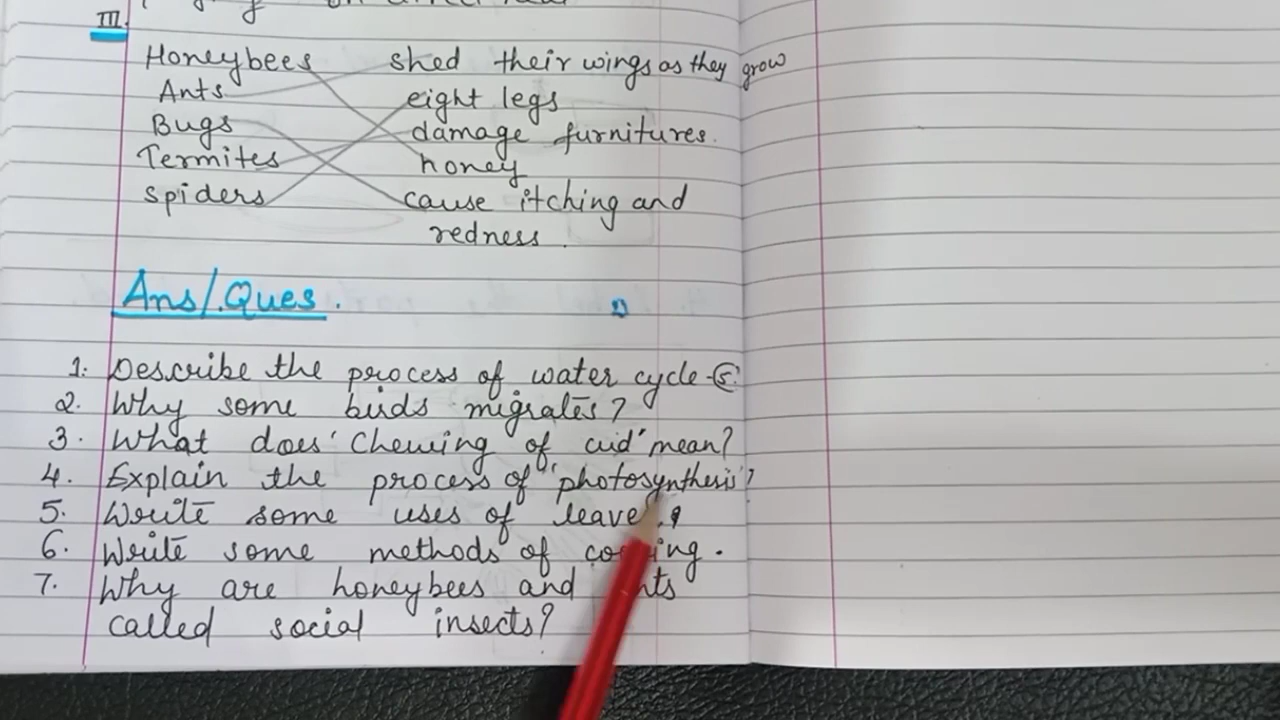 III.
Honeybees shed their wings as they grow
Ants eight legs
Bugs damage furnitures.
Termites honey
Spiders cause itching and
redness.
Ans/Ques.
1. Describe the process of water cycle -5.
2. Why some birds migrates?
3. What does 'Chewing of cud' mean?
4. Explain the process of 'photosynthesis'?
5. Write some uses of leaves.
6. Write some methods of
7. Why are honeybees and ants
called social insects?